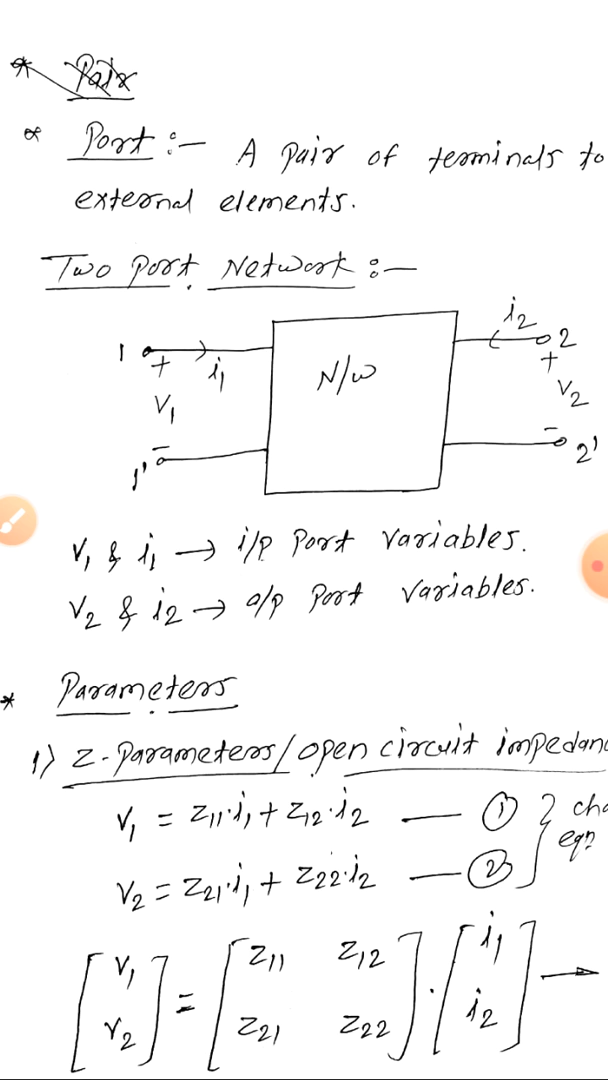 * Pair
* Port :- A pair of terminals to
external elements.
Two Port Network :-
1 + i1 N/W i2 2 +
V1 V2
1' - - 2'
V1 & i1 → i/p Port Variables.
V2 & i2 → o/p Port Variables.
* Parameters
1) Z-Parameters/open circuit impedanc
V1 = Z11·i1 + Z12·i2 — ① } cha
V2 = Z21·i1 + Z22·i2 — ② } eqn
[V1] = [Z11 Z12] · [i1] →
[V2] [Z21 Z22] [i2]